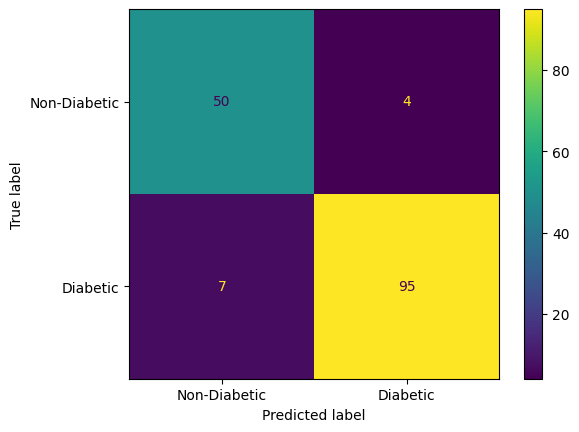 True label
Non-Diabetic
50
4
Diabetic
7
95
Non-Diabetic
Diabetic
Predicted label
80
60
40
20